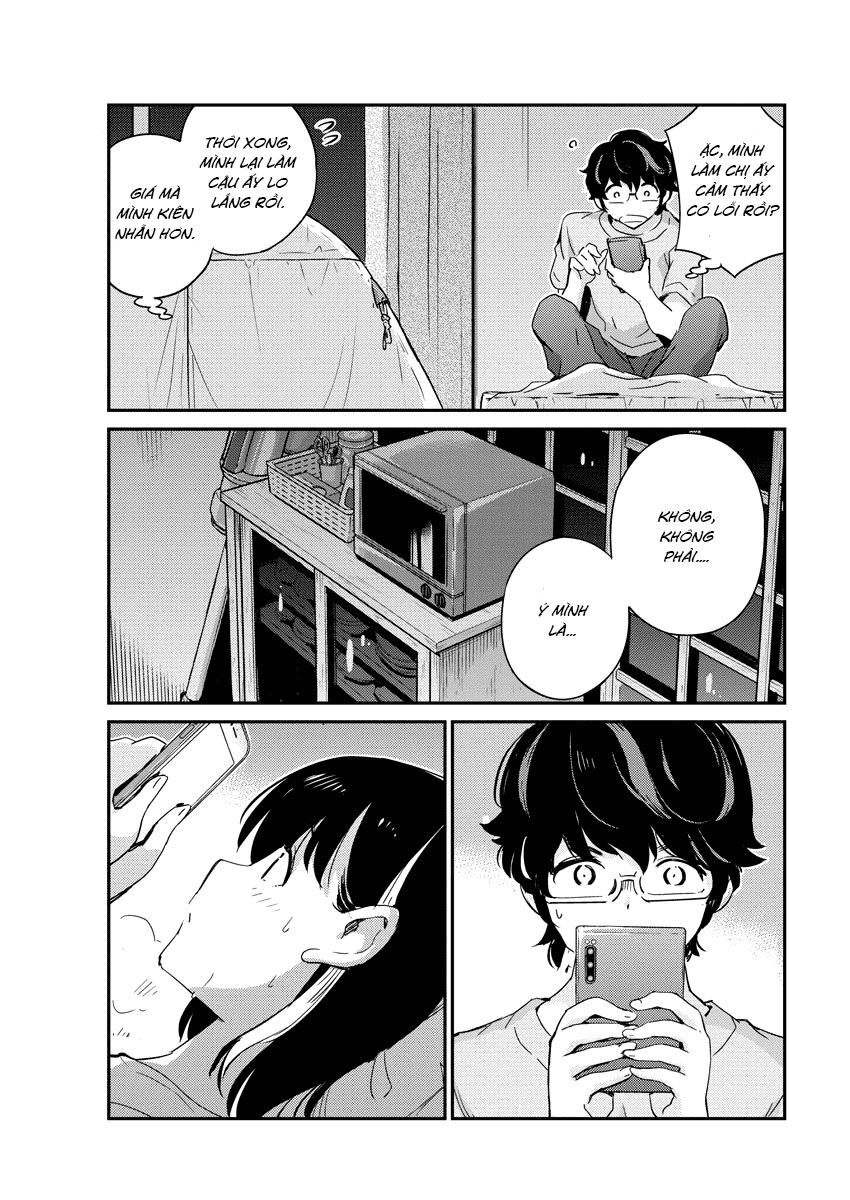 ẶC, MÌNH
LÀM CHỊ ẤY
CẢM THẤY
CÓ LỖI RỒI?
THÔI XONG,
MÌNH LẠI LÀM
CẬU ẤY LO
LẮNG RỒI.
GIÁ MÀ
MÌNH KIÊN
NHẪN HƠN.
KHÔNG,
KHÔNG
PHẢI....
Ý MÌNH
LÀ...